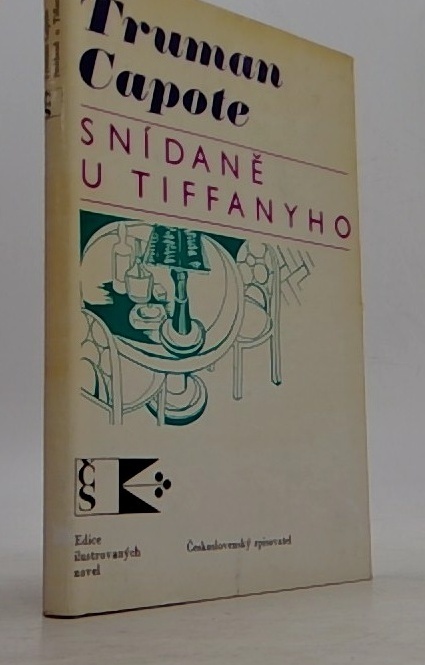 Truman
Capote
SNÍDANĚ
U TIFFANYHO
ČS
Edice
ilustrovaných
novel
Československý spisovatel